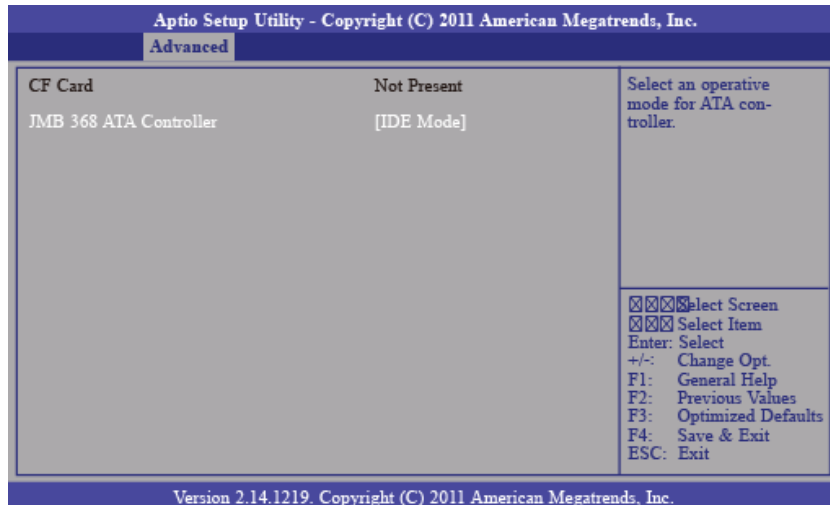 Aptio Setup Utility - Copyright (C) 2011 American Megatrends, Inc.
Advanced
CF Card Not Present
JMB 368 ATA Controller [IDE Mode]
Select an operative
mode for ATA con-
troller.
Select Screen
Select Item
Enter: Select
+/-: Change Opt.
F1: General Help
F2: Previous Values
F3: Optimized Defaults
F4: Save & Exit
ESC: Exit
Version 2.14.1219. Copyright (C) 2011 American Megatrends, Inc.